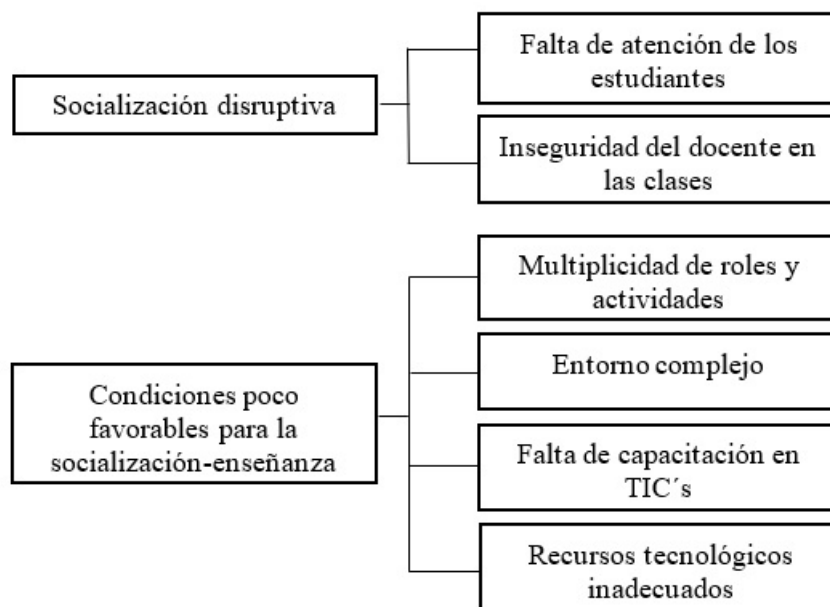 Socialización disruptiva
Falta de atención de los
estudiantes
Inseguridad del docente en
las clases
Condiciones poco
favorables para la
socialización-enseñanza
Multiplicidad de roles y
actividades
Entorno complejo
Falta de capacitación en
TIC´s
Recursos tecnológicos
inadecuados